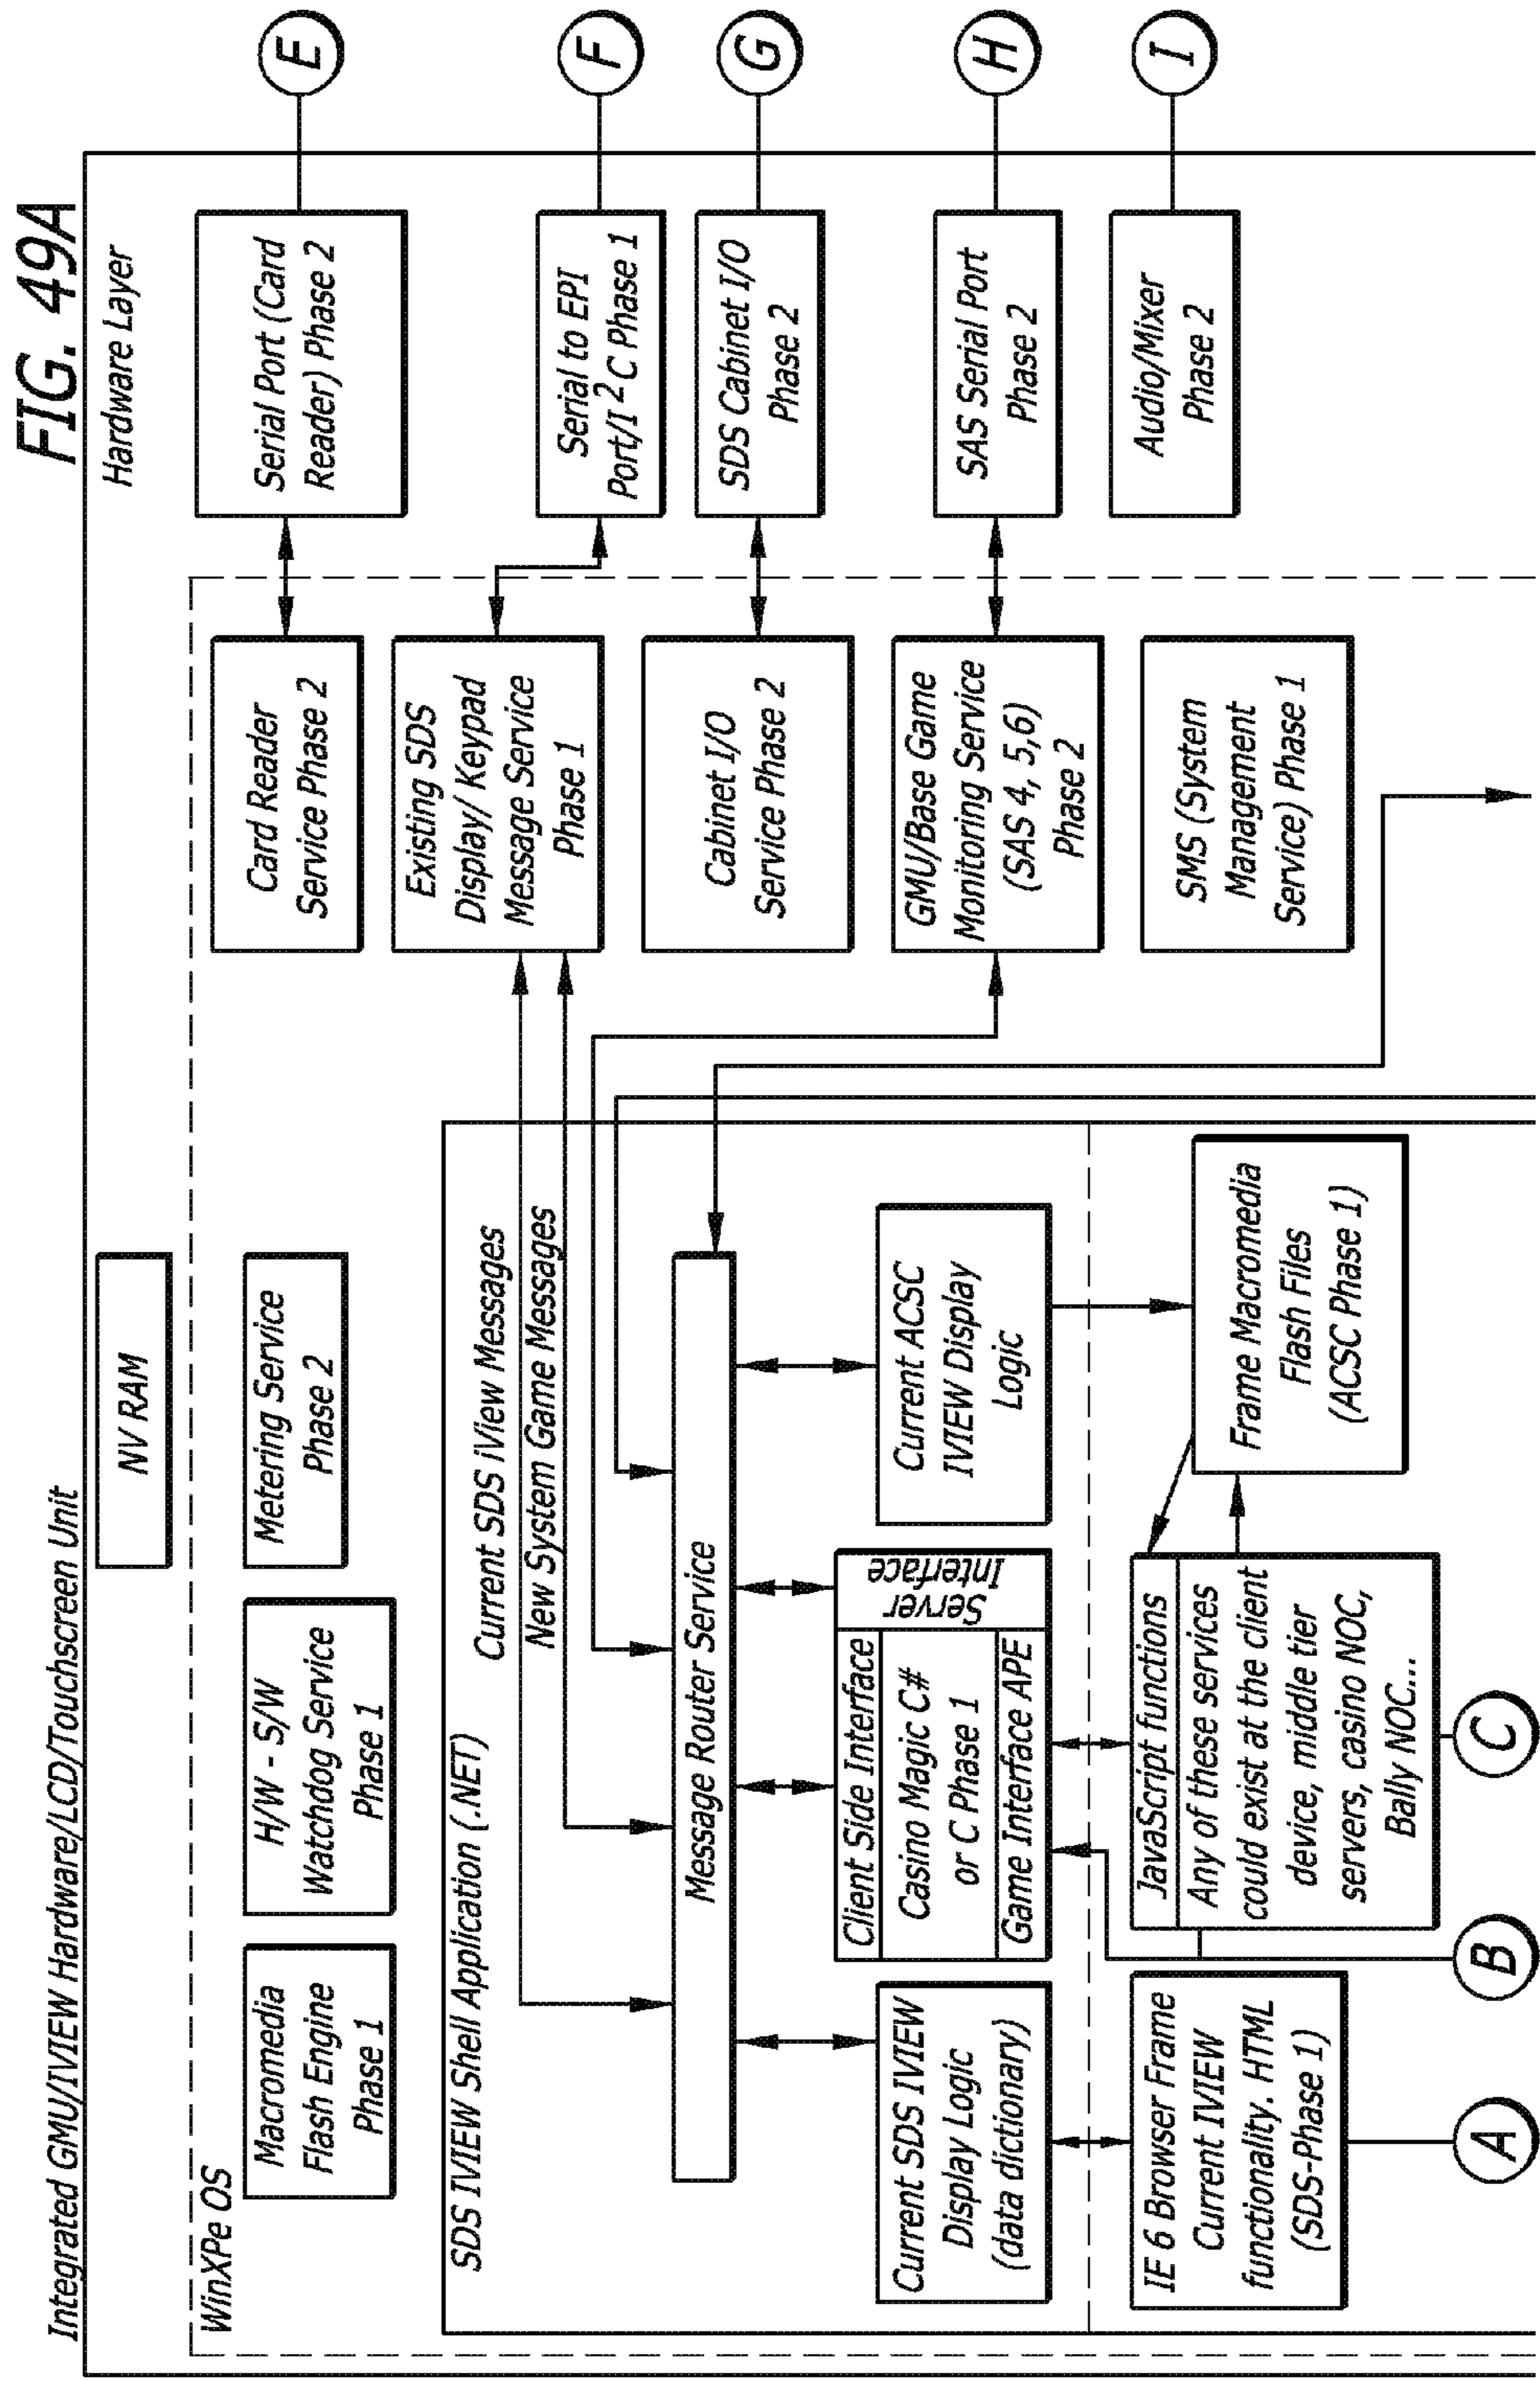 FIG. 49A
Integrated GMU/IVIEW Hardware/LCD/Touchscreen Unit
Hardware Layer
NV RAM
WinXPe OS
Macromedia
Flash Engine
Phase 1
H/W - S/W
Watchdog Service
Phase 1
Metering Service
Phase 2
Card Reader
Service Phase 2
Serial Port (Card
Reader) Phase 2
E
Existing SDS
Display/ Keypad
Message Service
Phase 1
Serial to EPI
Port/I 2 C Phase 1
F
SDS IVIEW Shell Application (.NET)
Current SDS iView Messages
New System Game Messages
Cabinet I/O
Service Phase 2
SDS Cabinet I/O
Phase 2
G
Message Router Service
GMU/Base Game
Monitoring Service
(SAS 4, 5,6)
Phase 2
SAS Serial Port
Phase 2
H
Current SDS IVIEW
Display Logic
(data dictionary)
Client Side Interface
Casino Magic C#
or C Phase 1
Game Interface APE
Server
Interface
Current ACSC
IVIEW Display
Logic
SMS (System
Management
Service) Phase 1
Audio/Mixer
Phase 2
I
IE 6 Browser Frame
Current IVIEW
functionality. HTML
(SDS-Phase 1)
JavaScript functions
Any of these services
could exist at the client
device, middle tier
servers, casino NOC,
Bally NOC...
Frame Macromedia
Flash Files
(ACSC Phase 1)
A
B
C